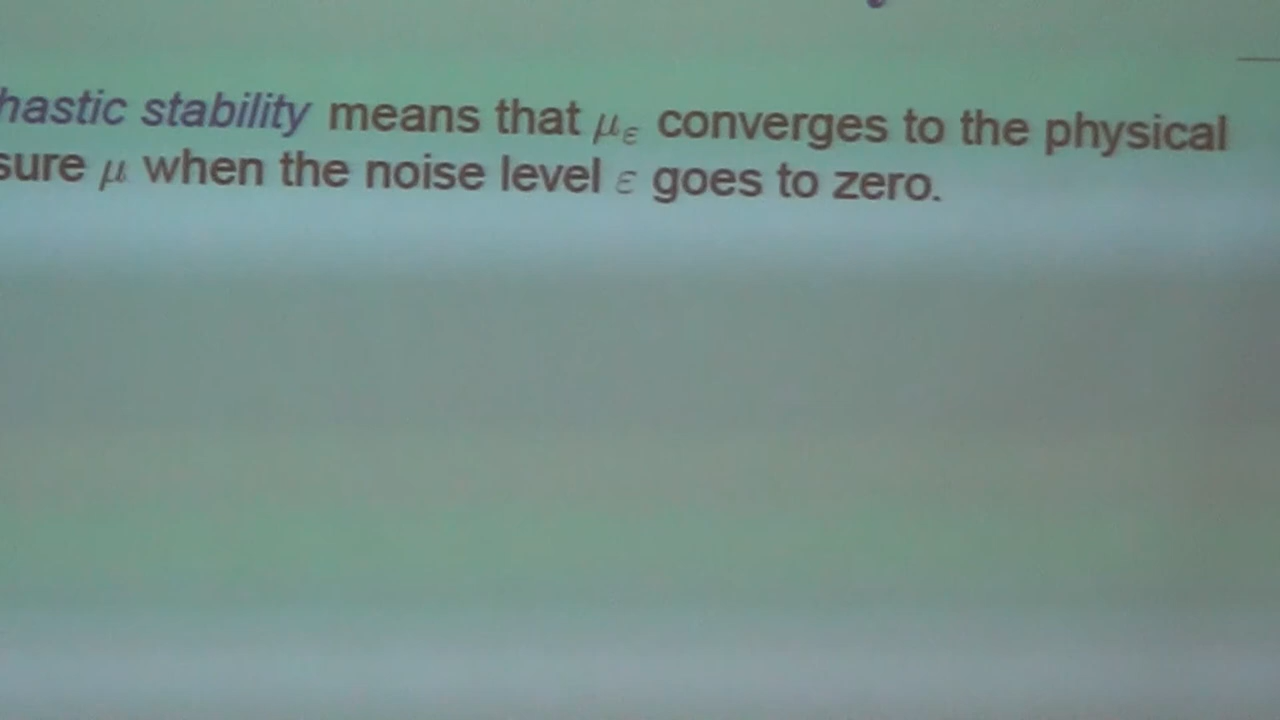 hastic stability means that με converges to the physical
sure μ when the noise level ε goes to zero.